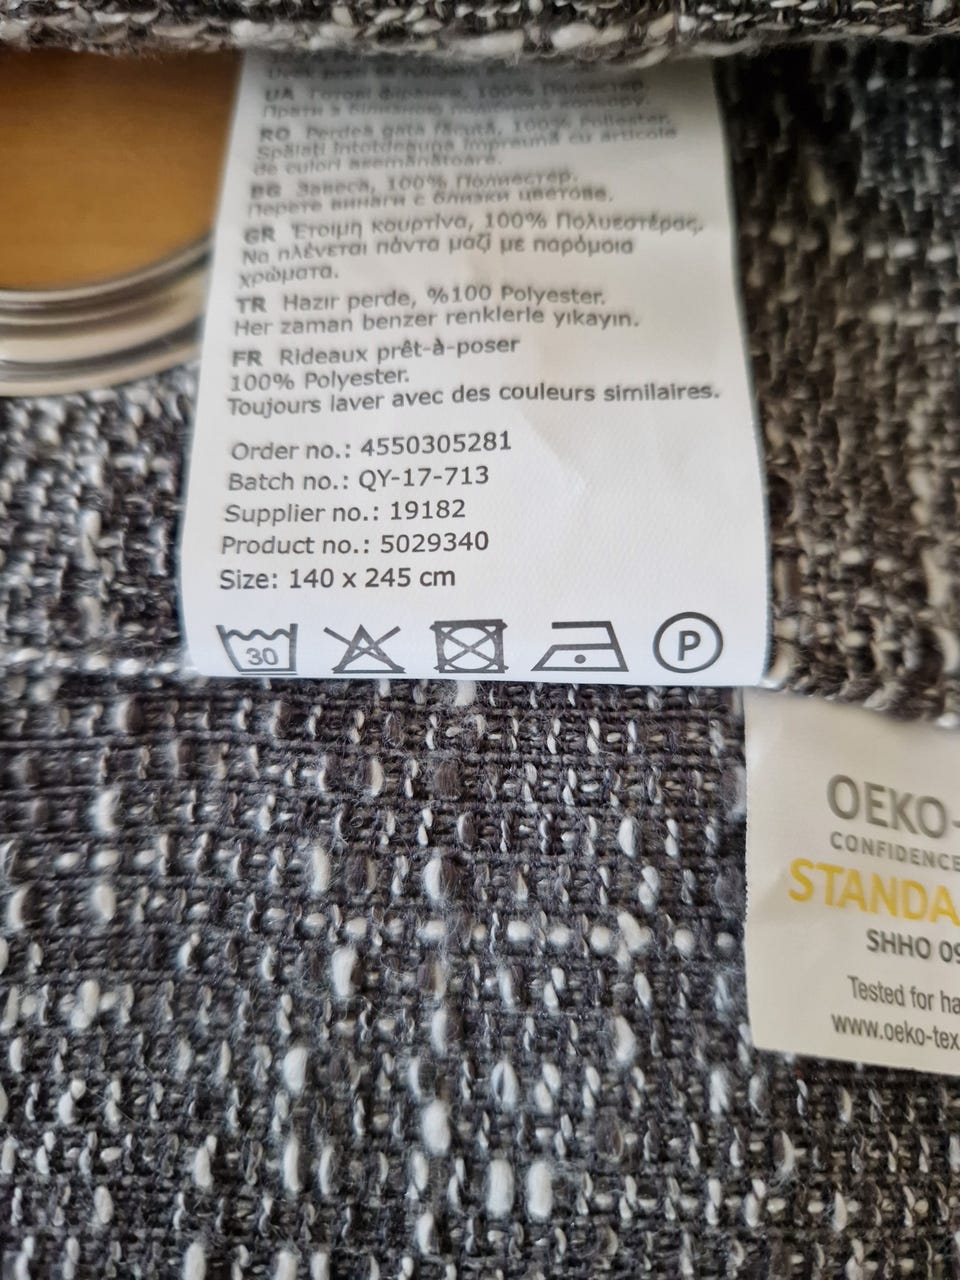 UA Готові фіранки, 100% Поліестер.
RO Perdea gata făcută, 100% Poliester.
Spălați întotdeauna împreună cu articole
de culori asemănătoare.
BG Завеса, 100% Полиестер.
Перете винаги с близки цветове.
GR Έτοιμη κουρτίνα, 100% Πολυεστέρας.
Να πλένεται πάντα μαζί με παρόμοια
χρώματα.
TR Hazır perde, %100 Polyester.
Her zaman benzer renklerle yıkayın.
FR Rideaux prêt-à-poser
100% Polyester.
Toujours laver avec des couleurs similaires.
Order no.: 4550305281
Batch no.: QY-17-713
Supplier no.: 19182
Product no.: 5029340
Size: 140 x 245 cm
30
P
OEKO-
CONFIDENCE
STANDA
SHHO 09
Tested for ha
www.oeko-tex